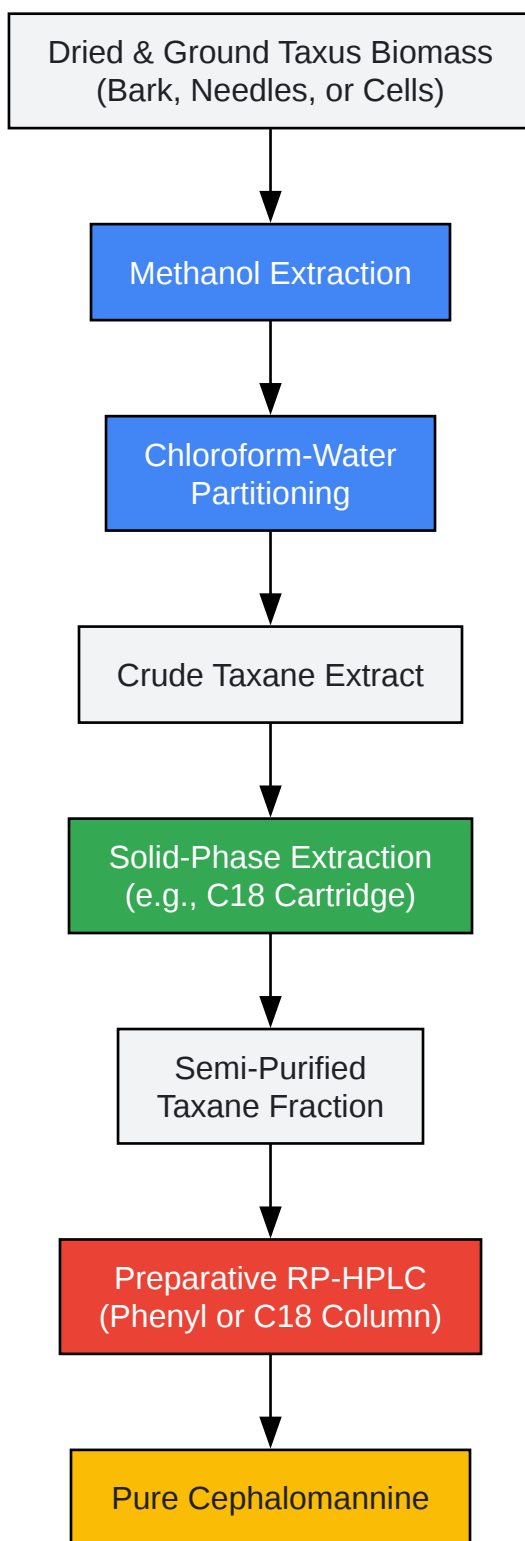 Dried & Ground Taxus Biomass
(Bark, Needles, or Cells)
Methanol Extraction
Chloroform-Water
Partitioning
Crude Taxane Extract
Solid-Phase Extraction
(e.g., C18 Cartridge)
Semi-Purified
Taxane Fraction
Preparative RP-HPLC
(Phenyl or C18 Column)
Pure Cephalomannine